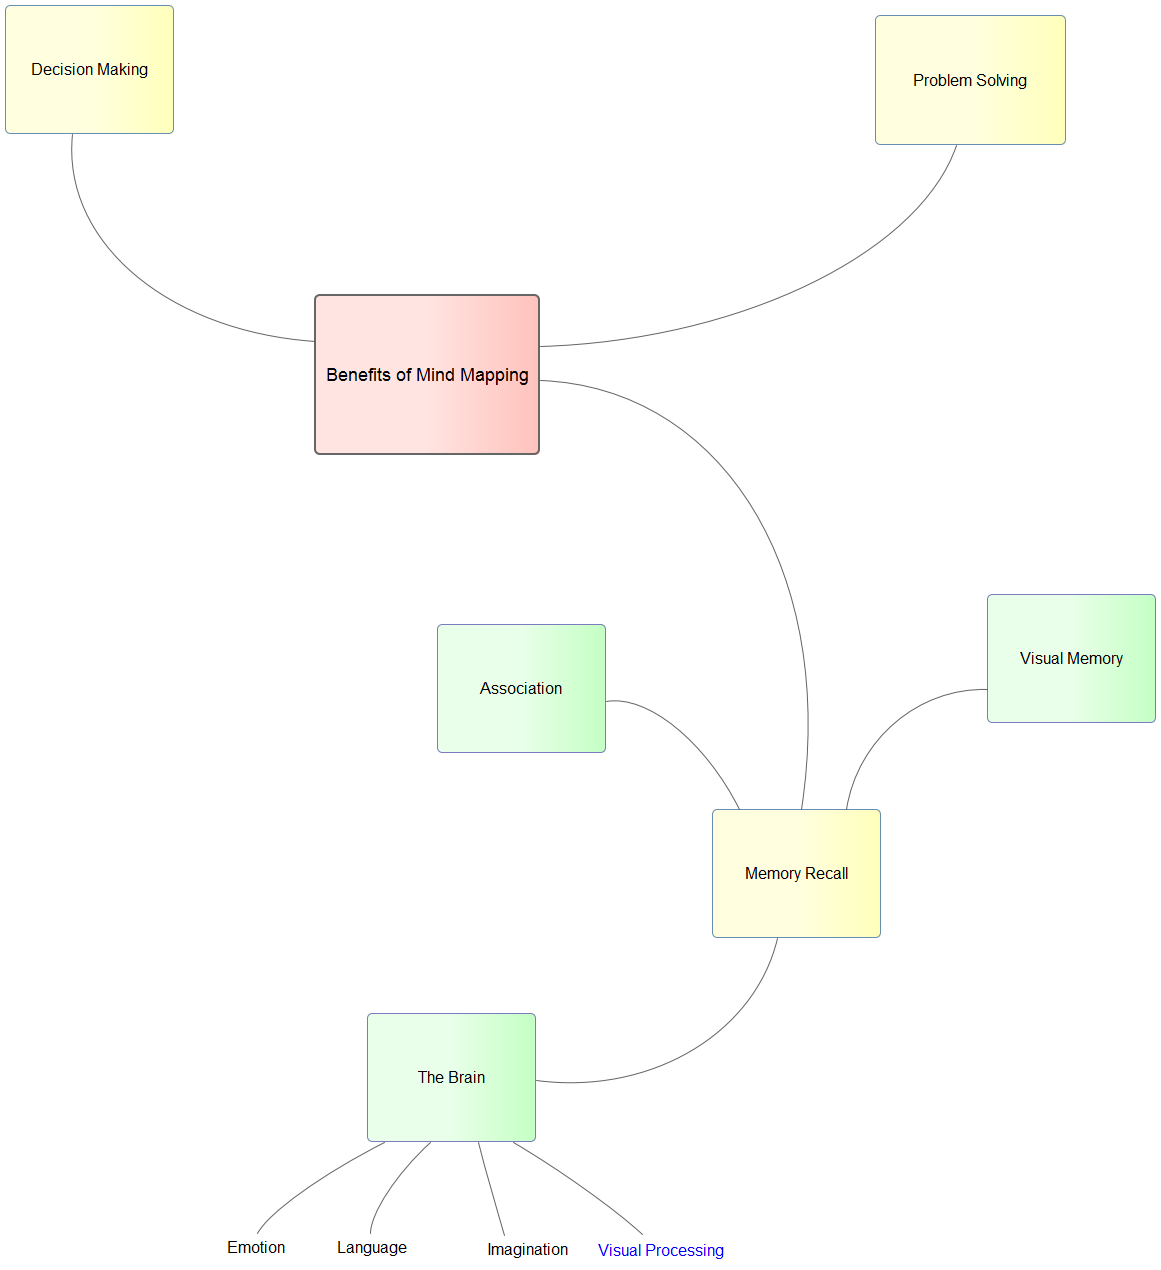 Decision Making
Problem Solving
Benefits of Mind Mapping
Visual Memory
Association
Memory Recall
The Brain
Emotion
Language
Imagination
Visual Processing